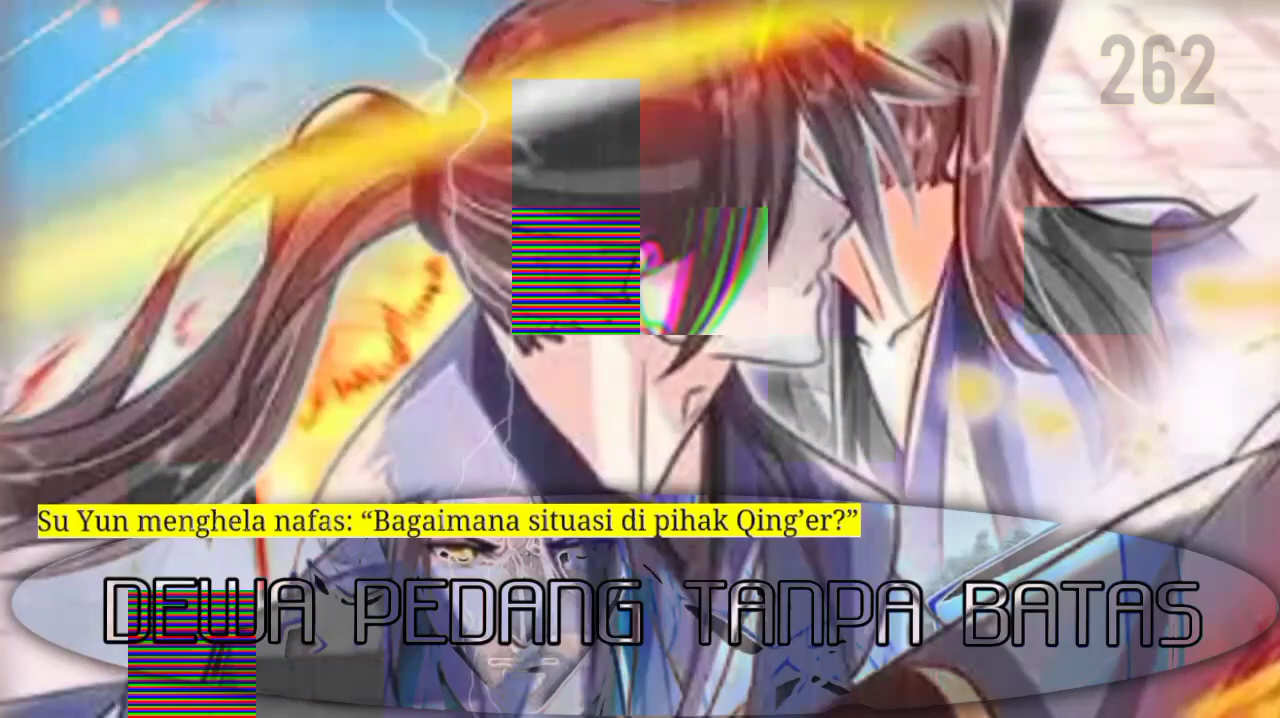 262
Su Yun menghela nafas: “Bagaimana situasi di pihak Qing’er?”
DEWA PEDANG TANPA BATAS